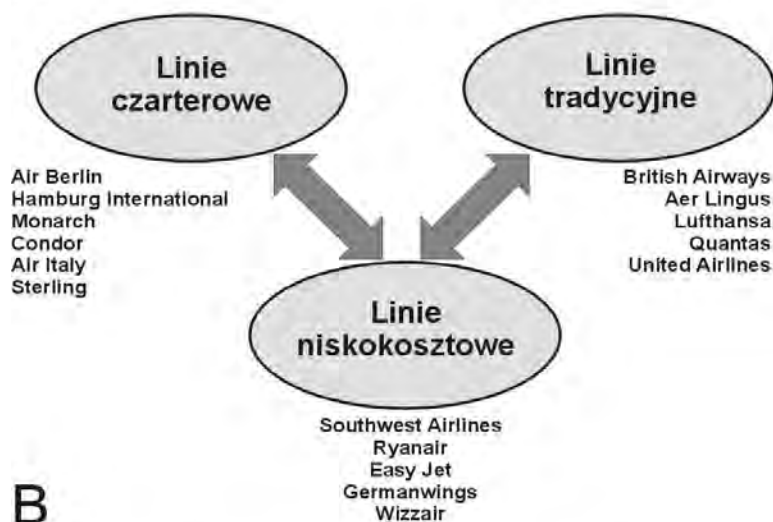 Linie
czarterowe
Linie
tradycyjne
Air Berlin
Hamburg International
Monarch
Condor
Air Italy
Sterling
British Airways
Aer Lingus
Lufthansa
Quantas
United Airlines
Linie
niskokosztowe
Southwest Airlines
Ryanair
Easy Jet
Germanwings
Wizzair
B